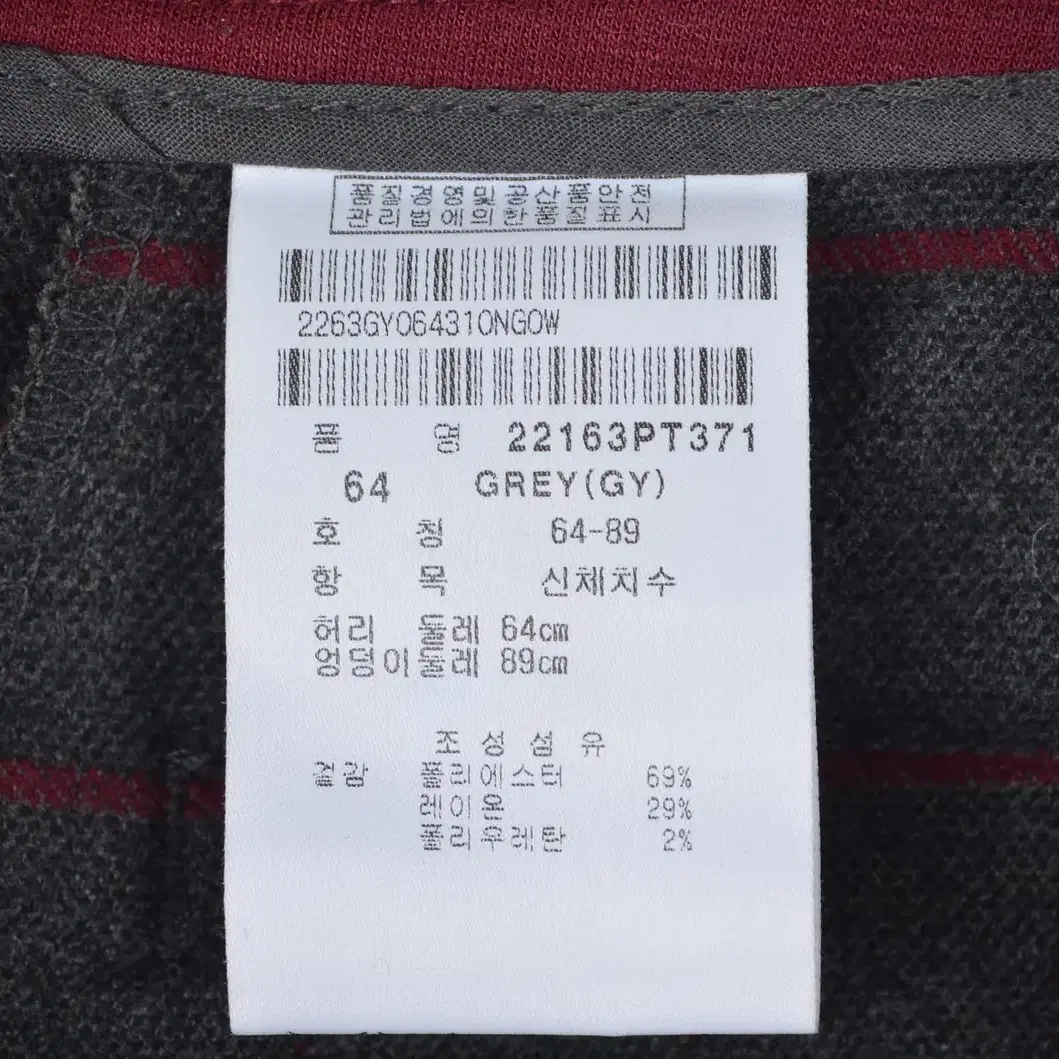 품질경영및공산품안전
관리법에의한품질표시
2263GY064310NGOW
품 명 22163PT371
64 GREY(GY)
호 칭 64-89
항 목 신체치수
허리 둘레 64㎝
엉덩이둘레 89㎝
조 성 섬 유
겉감 폴리에스터 69%
레이온 29%
폴리우레탄 2%